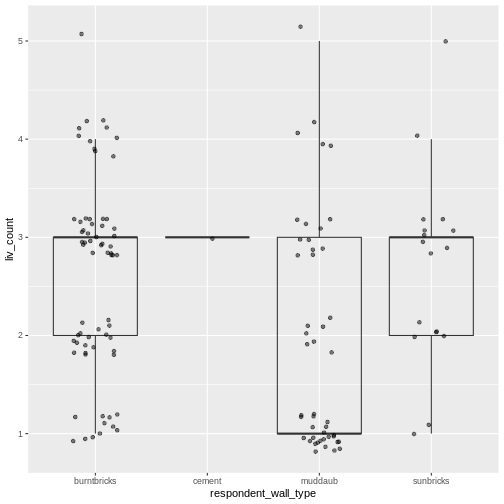 5
4
3
2
1
liv_count
burntbricks cement muddaub sunbricks
respondent_wall_type